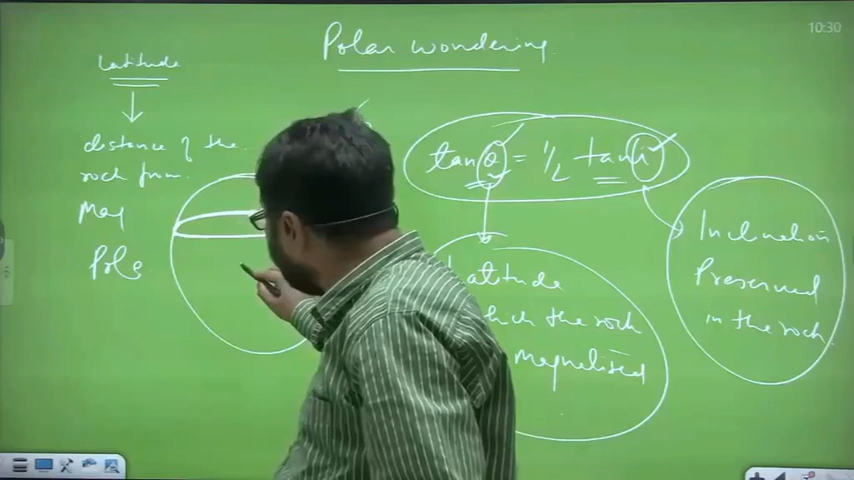 10:30
Polar wondering
latitude
distance of the
rock from
Mag
Pole
tan θ = 1/2 tan i
Latitude
which the rock
Magnetised
Inclination
Preserved
in the rock